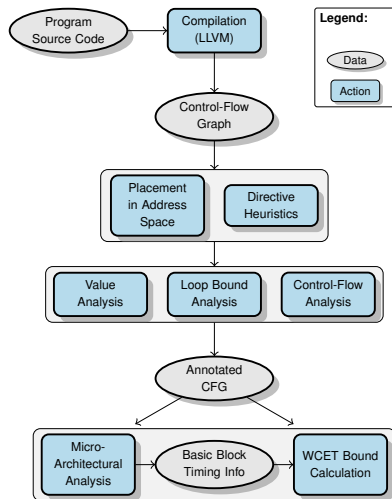 Program
Source Code
Compilation
(LLVM)
Legend:
Data
Action
Control-Flow
Graph
Placement
in Address
Space
Directive
Heuristics
Value
Analysis
Loop Bound
Analysis
Control-Flow
Analysis
Annotated
CFG
Micro-
Architectural
Analysis
Basic Block
Timing Info
WCET Bound
Calculation